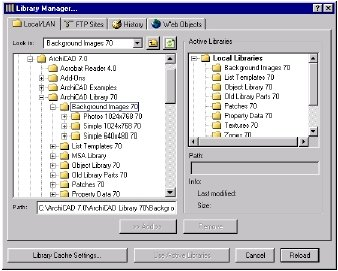 Library Manager...
Local/LAN FTP Sites History Web Objects
Look in: Background Images 70
Active Libraries
ArchiCAD 7.0
Acrobat Reader 4.0
Add-Ons
ArchiCAD Examples
ArchiCAD Library 70
Background Images 70
Photos 1024x768 70
Simple 1024x768 70
Simple 640x480 70
List Templates 70
MSA Library
Object Library 70
Old Library Parts 70
Patches 70
Property Data 70
Local Libraries
Background Images 70
List Templates 70
Object Library 70
Old Library Parts 70
Patches 70
Property Data 70
Textures 70
Zones 70
Path:
Info:
Last modified:
Size:
Path: C:\ArchiCAD 7.0\ArchiCAD Library 70\Backgro
>> Add >> Remove
Library Cache Settings... Use Active Libraries Cancel Reload